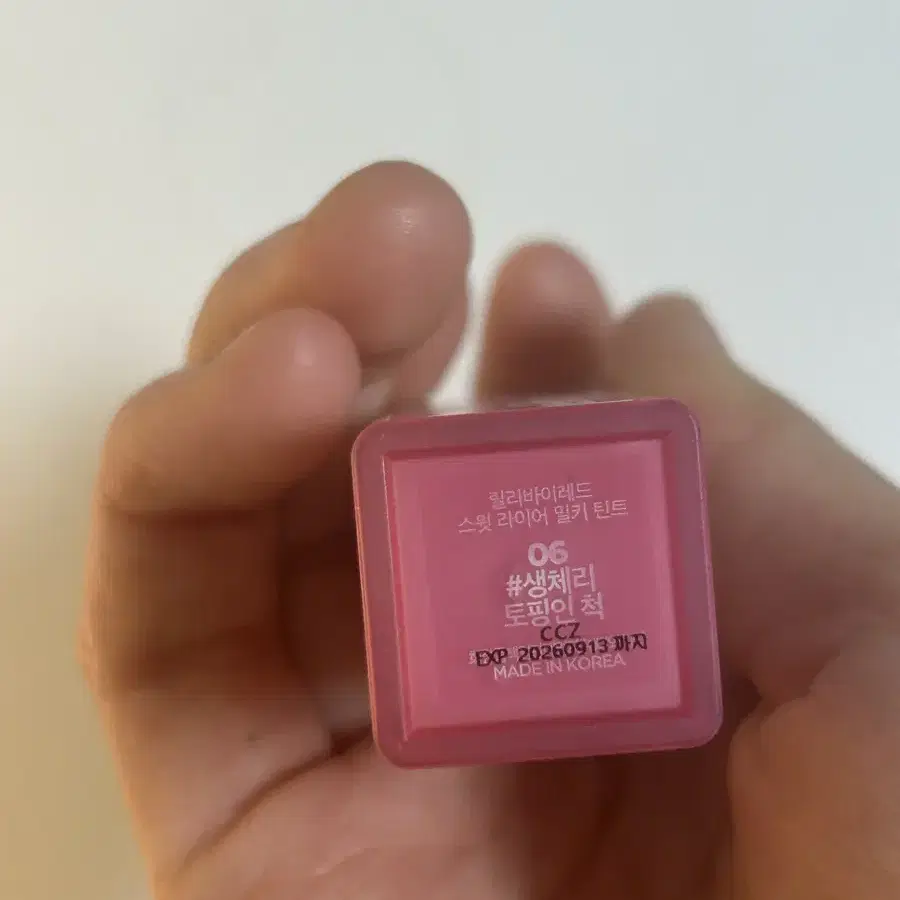 릴리바이레드
스윗 라이어 밀키 틴트
06
#생체리
토핑인 척
CCZ
EXP 20260913 까지
MADE IN KOREA